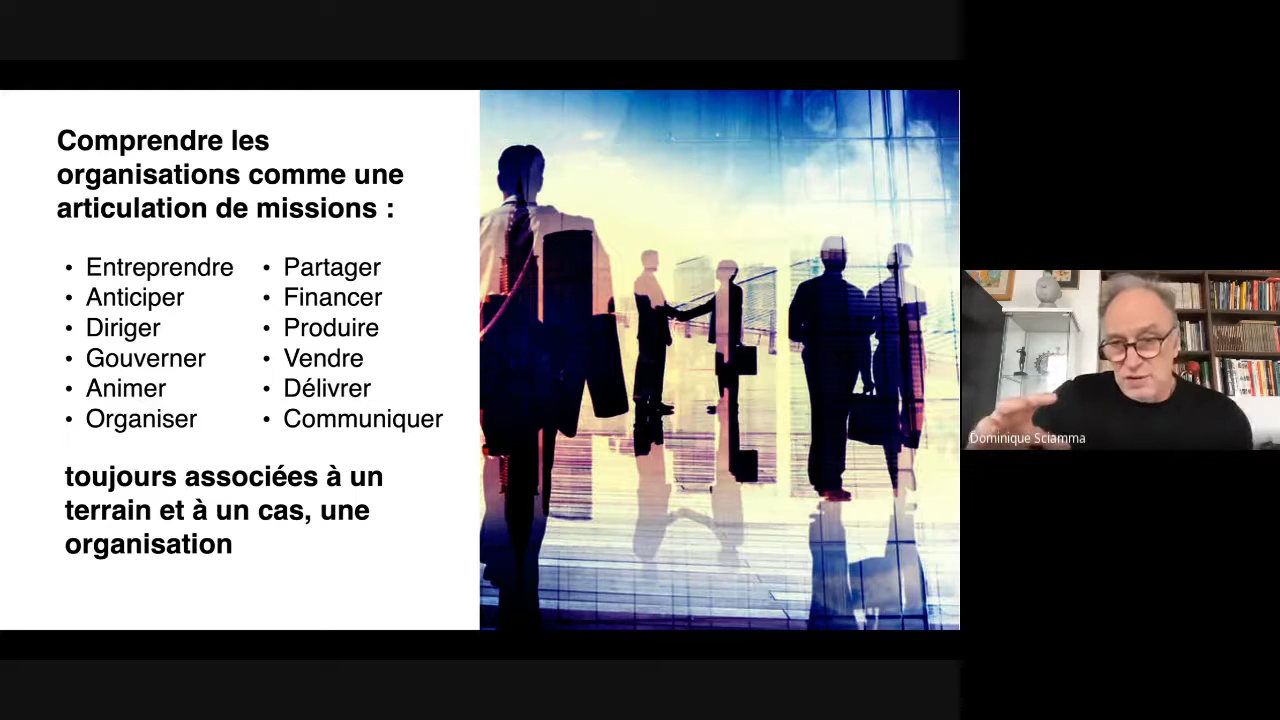 Comprendre les
organisations comme une
articulation de missions :
• Entreprendre
• Anticiper
• Diriger
• Gouverner
• Animer
• Organiser
• Partager
• Financer
• Produire
• Vendre
• Délivrer
• Communiquer
toujours associées à un
terrain et à un cas, une
organisation
Dominique Sciamma